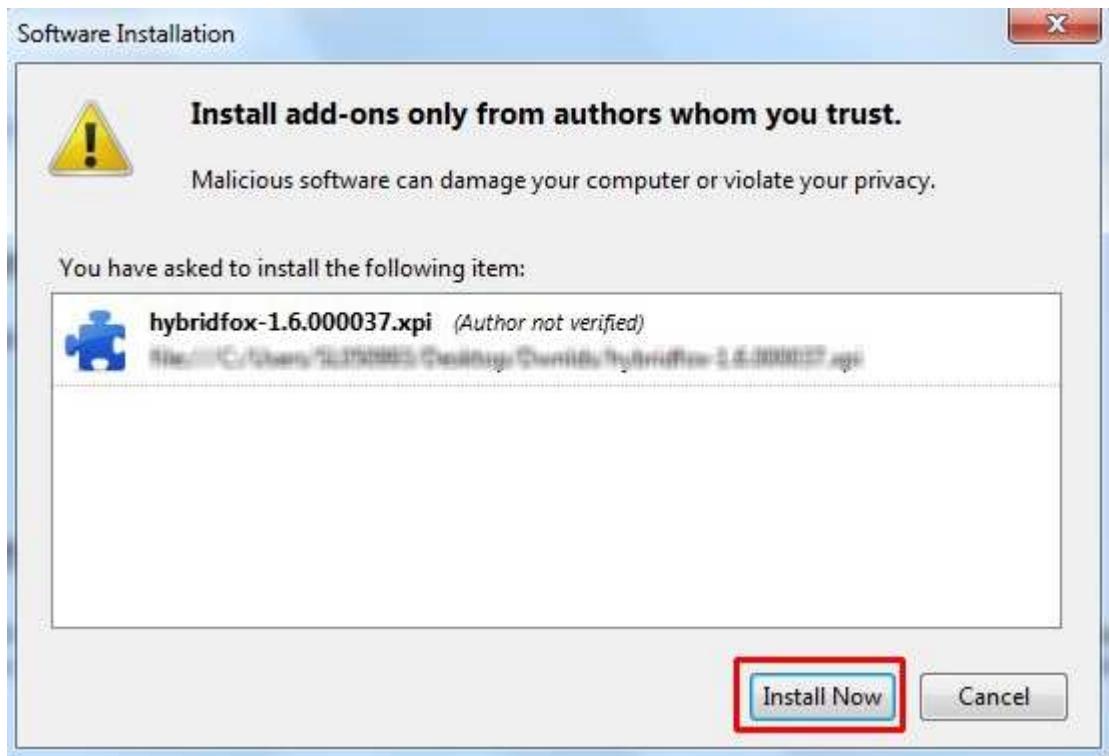 Software Installation
Install add-ons only from authors whom you trust.
Malicious software can damage your computer or violate your privacy.
You have asked to install the following item:
hybridfox-1.6.000037.xpi (Author not verified)
Install Now Cancel